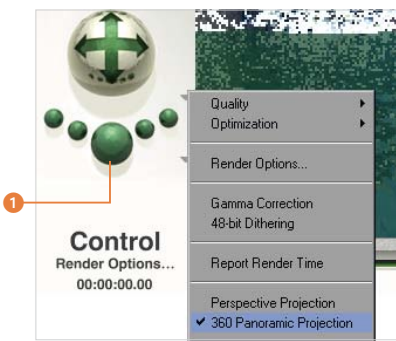 Quality
Optimization
Render Options...
Gamma Correction
48-bit Dithering
Report Render Time
Perspective Projection
✔ 360 Panoramic Projection
1
Control
Render Options...
00:00:00.00